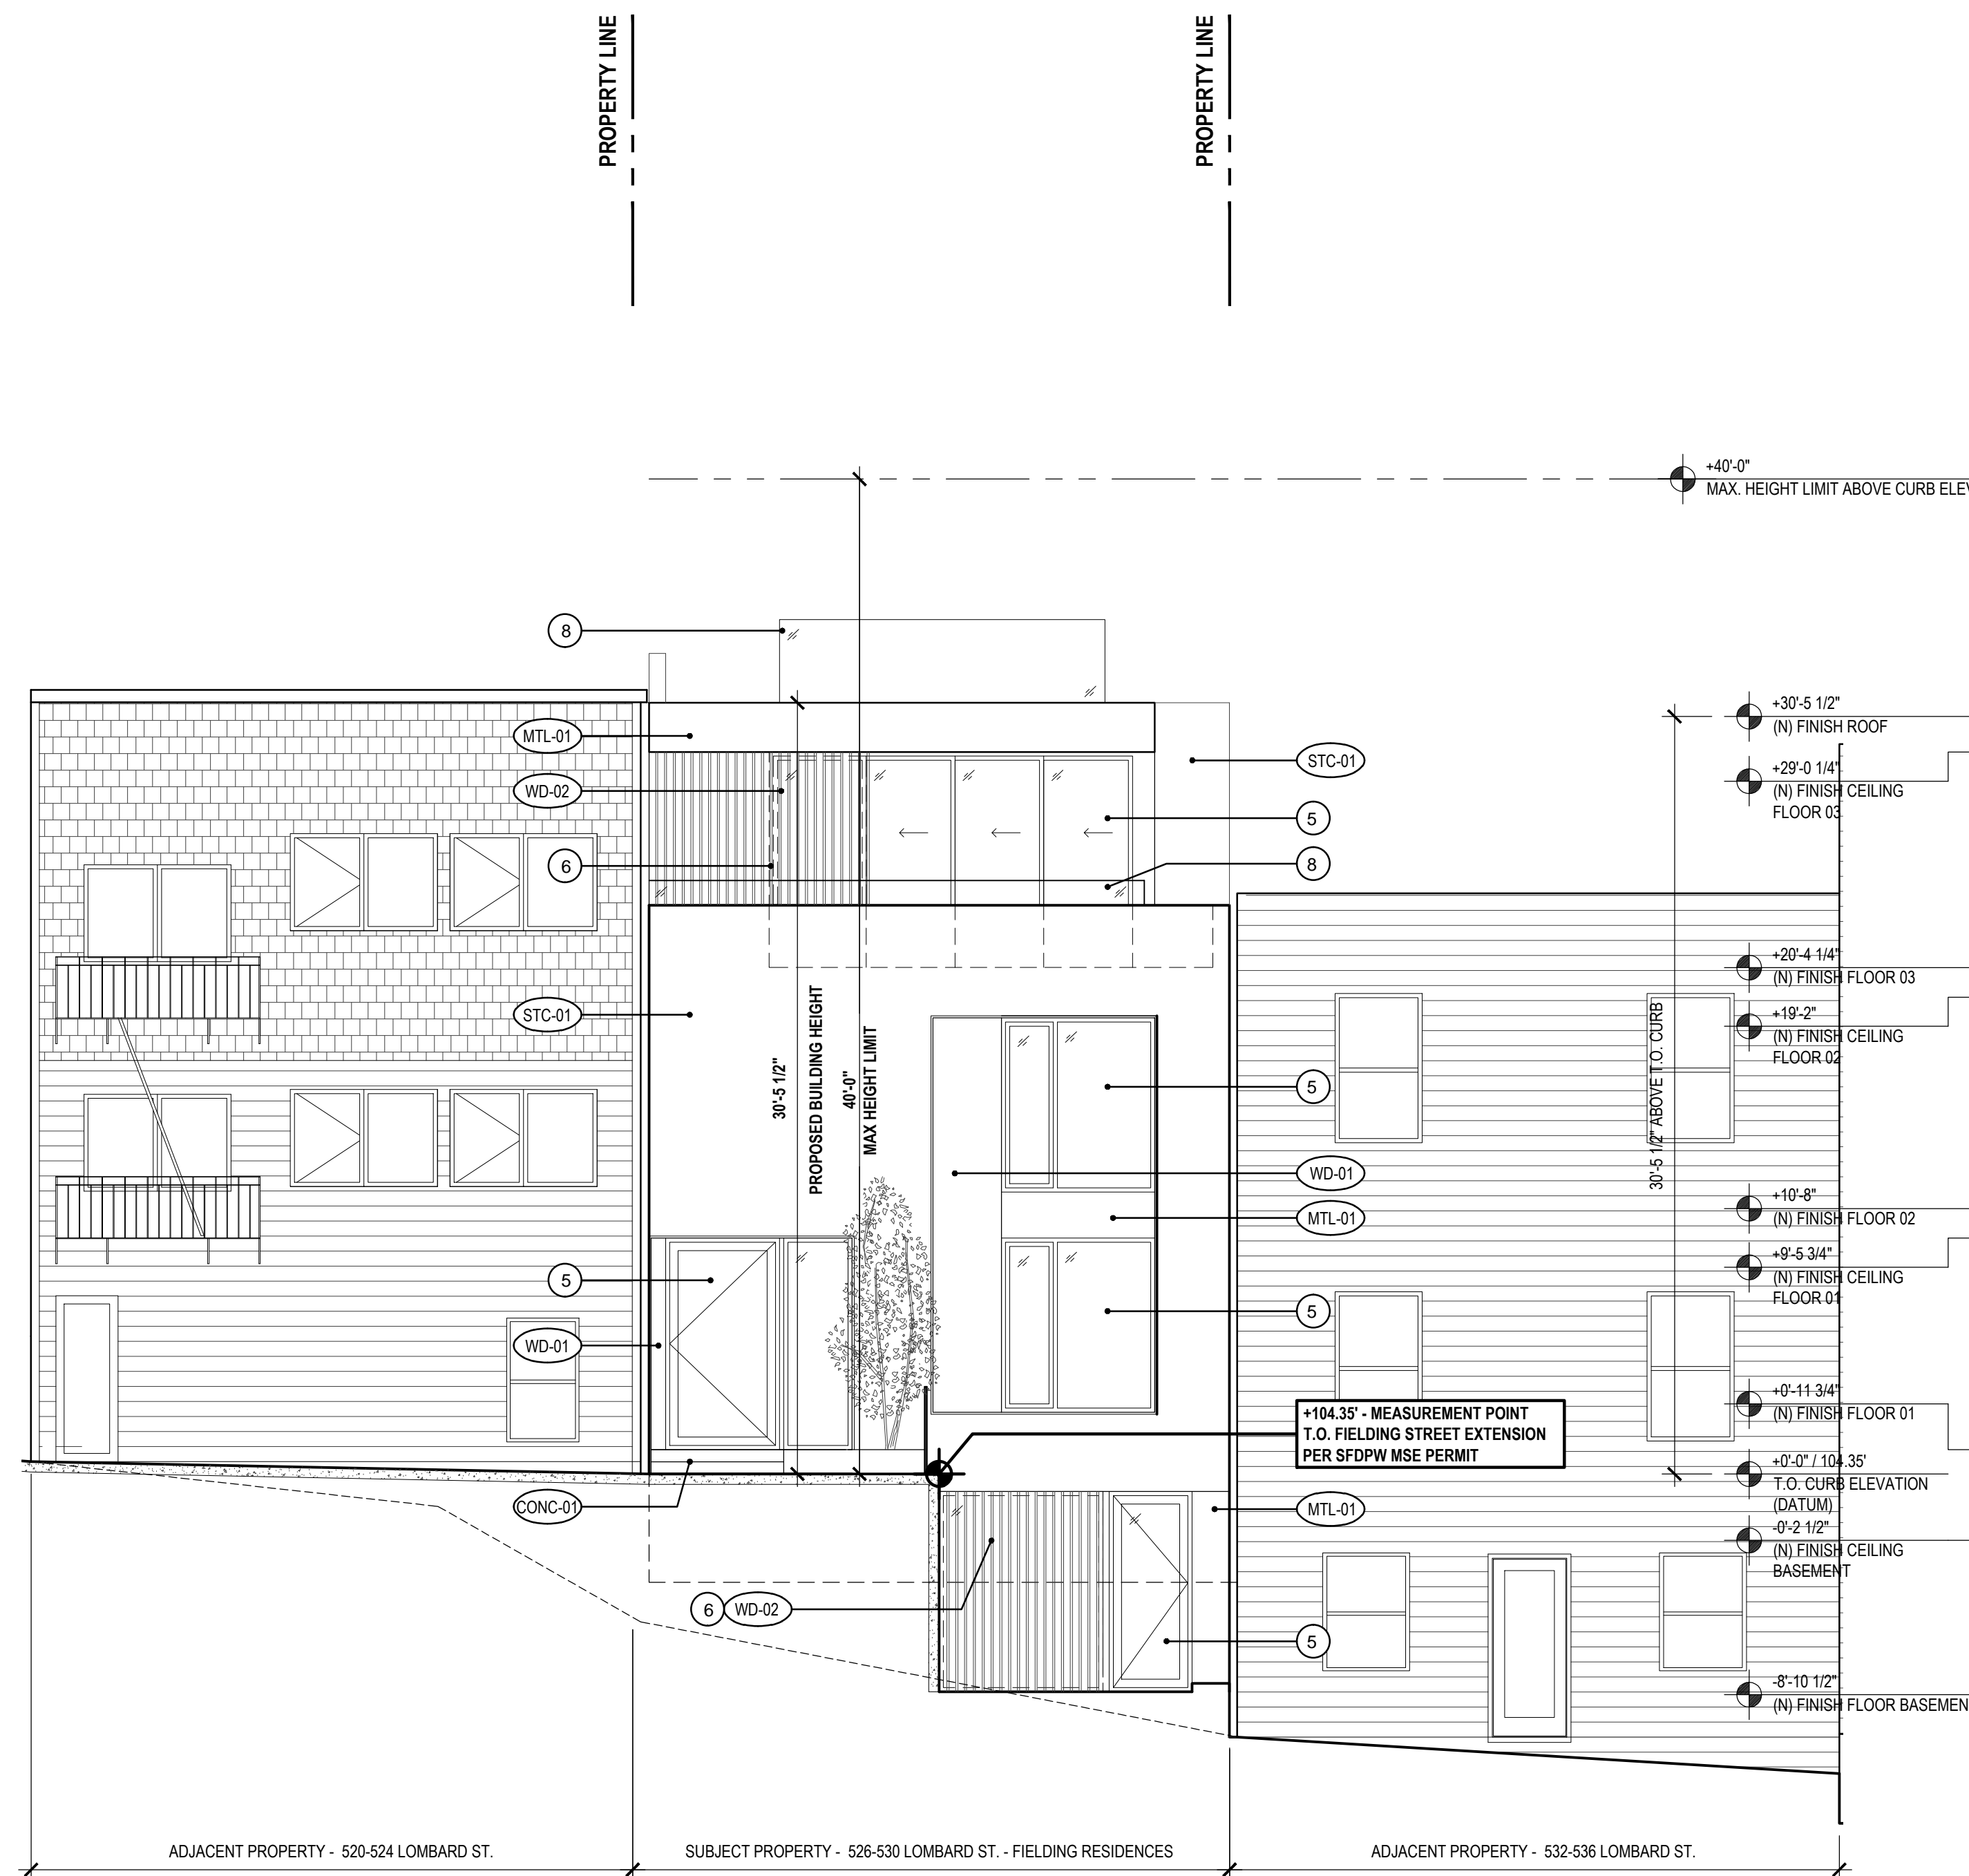 PROPERTY LINE
PROPERTY LINE
+40'-0"
MAX. HEIGHT LIMIT ABOVE CURB ELEV
8
MTL-01
WD-02
6
STC-01
5
8
+30'-5 1/2"
(N) FINISH ROOF
+29'-0 1/4"
(N) FINISH CEILING
FLOOR 03
+20'-4 1/4"
(N) FINISH FLOOR 03
+19'-2"
(N) FINISH CEILING
FLOOR 02
STC-01
30'-5 1/2"
PROPOSED BUILDING HEIGHT
40'-0"
MAX HEIGHT LIMIT
5
WD-01
MTL-01
5
30'-5 1/2" ABOVE T.O. CURB
+10'-8"
(N) FINISH FLOOR 02
+9'-5 3/4"
(N) FINISH CEILING
FLOOR 01
5
WD-01
CONC-01
+104.35' - MEASUREMENT POINT
T.O. FIELDING STREET EXTENSION
PER SFDPW MSE PERMIT
+0'-11 3/4"
(N) FINISH FLOOR 01
+0'-0" / 104.35'
T.O. CURB ELEVATION
(DATUM)
-0'-2 1/2"
(N) FINISH CEILING
BASEMENT
MTL-01
6
WD-02
5
-8'-10 1/2"
(N) FINISH FLOOR BASEMEN
ADJACENT PROPERTY - 520-524 LOMBARD ST.
SUBJECT PROPERTY - 526-530 LOMBARD ST. - FIELDING RESIDENCES
ADJACENT PROPERTY - 532-536 LOMBARD ST.